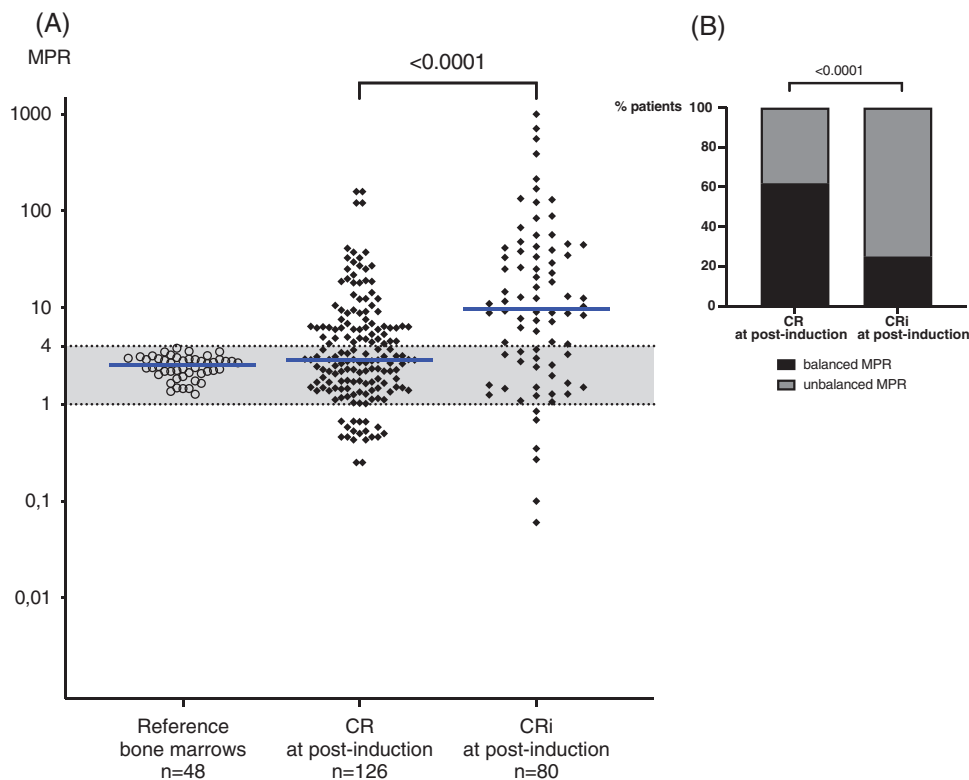 (A)
MPR
<0.0001
1000
100
10
4
1
0,1
0,01
Reference
bone marrows
n=48
CR
at post-induction
n=126
CRi
at post-induction
n=80
(B)
<0.0001
% patients
100
80
60
40
20
0
CR
at post-induction
CRi
at post-induction
balanced MPR
unbalanced MPR